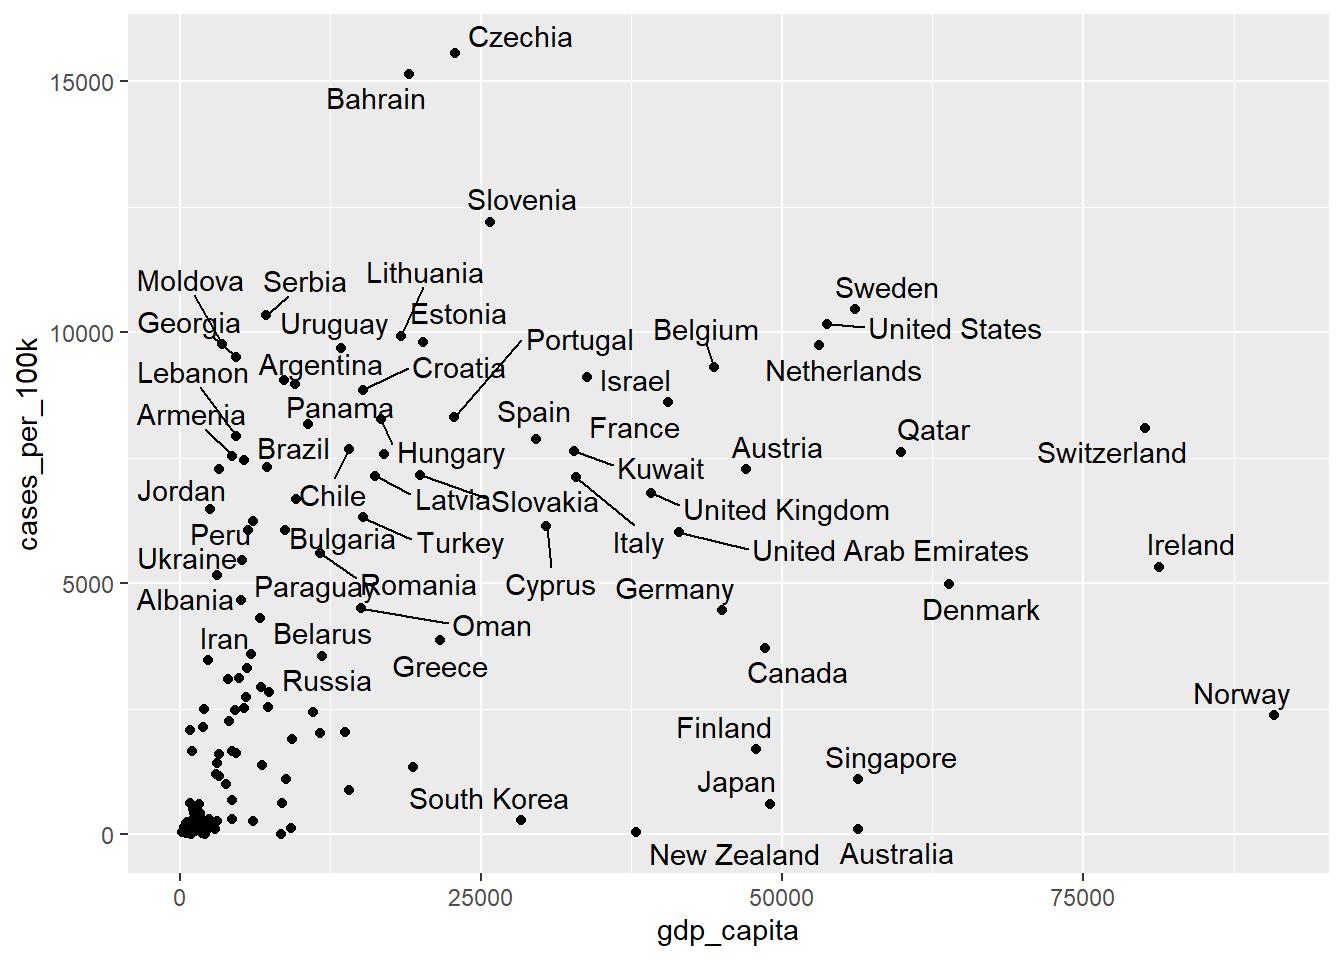 Czechia
15000
Bahrain
Slovenia
Lithuania
Moldova
Serbia
Sweden
Estonia
Georgia
Uruguay
10000
Belgium
United States
Portugal
Argentina
Croatia
Netherlands
Lebanon
Israel
Panama
Spain
Armenia
France
Qatar
Brazil
Austria
Hungary
Switzerland
Kuwait
Jordan
Chile
Latvia
Slovakia
United Kingdom
Peru
Bulgaria
Turkey
Italy
Ireland
United Arab Emirates
Ukraine
5000
Paraguay
Romania
Cyprus
Germany
Albania
Denmark
Oman
Iran
Belarus
Greece
Canada
Russia
Norway
Finland
Singapore
Japan
South Korea
0
New Zealand
Australia
0
25000
50000
75000
gdp_capita
cases_per_100k